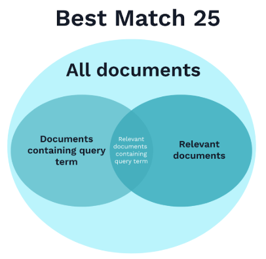 Best Match 25
All documents
Documents
containing query
term
Relevant
documents
containing
query term
Relevant
documents